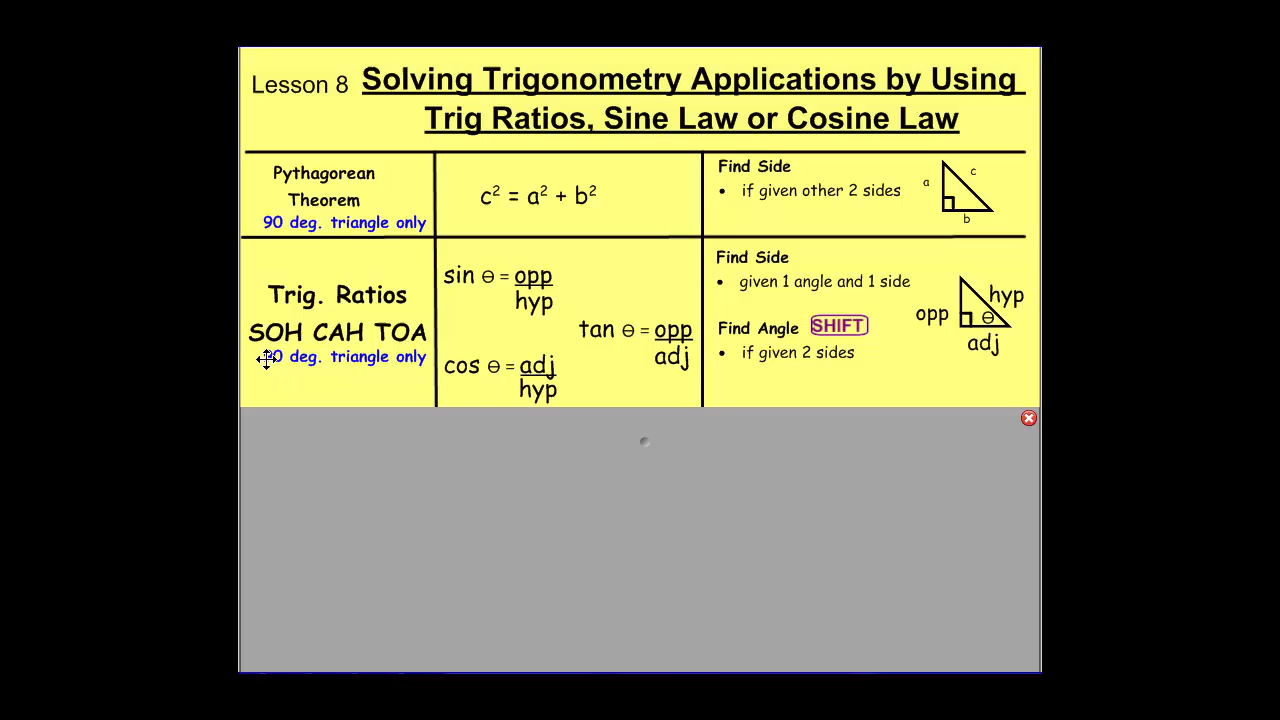 Lesson 8 Solving Trigonometry Applications by Using
Trig Ratios, Sine Law or Cosine Law
Pythagorean
Theorem
90 deg. triangle only
c² = a² + b²
Find Side
• if given other 2 sides
a
c
b
Trig. Ratios
SOH CAH TOA
deg. triangle only
sin θ = opp
hyp
tan θ = opp
adj
cos θ = adj
hyp
Find Side
• given 1 angle and 1 side
Find Angle SHIFT
• if given 2 sides
opp
hyp
θ
adj